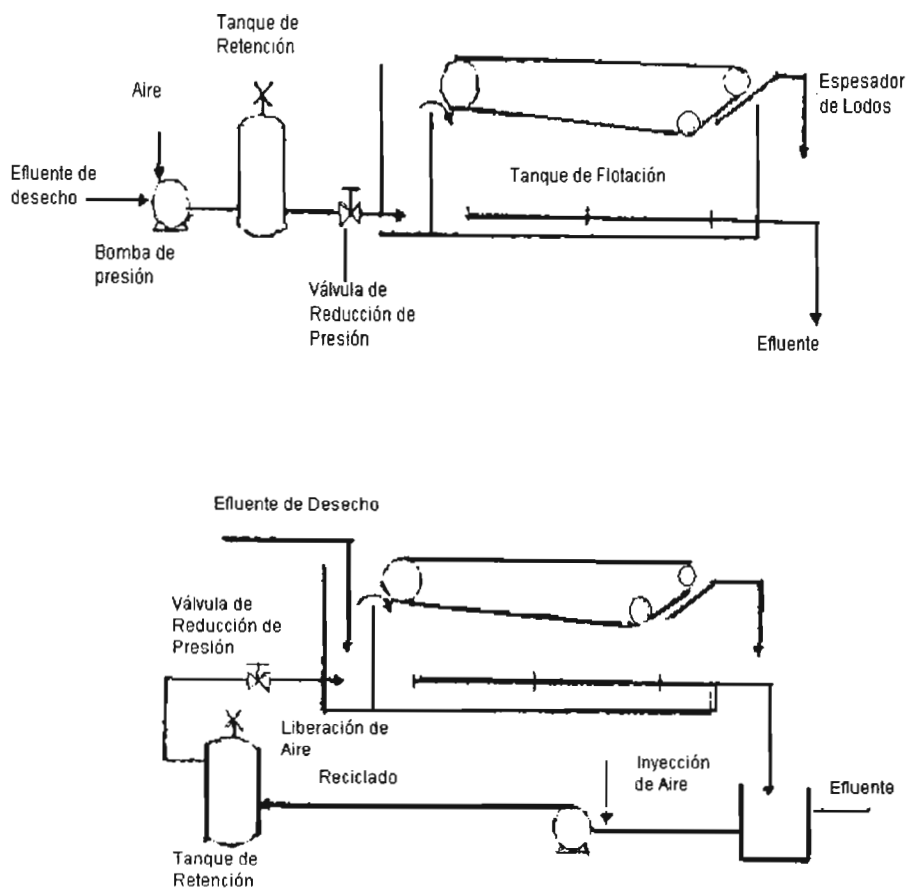 Tanque de
Retención
Aire
Espesador
de Lodos
Efluente de
desecho
Tanque de Flotación
Bomba de
presión
Válvula de
Reducción de
Presión
Efluente
Efluente de Desecho
Válvula de
Reducción de
Presión
Liberación de
Aire
Inyección
de Aire
Reciclado
Efluente
Tanque de
Retención